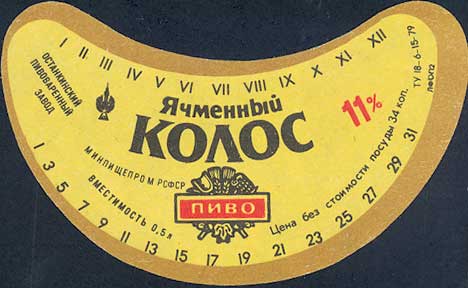 I II III IV V VI VII VIII IX X XI XII
ОСТАНКИНСКИЙ
ПИВОВАРЕННЫЙ
ЗАВОД
Ячменный
КОЛОС
11%
ТУ 18-6-15-79
МИНПИЩЕПРОМ РСФСР
ВМЕСТИМОСТЬ 0,5л
ПИВО
Цена без стоимости посуды 34 коп.
1 3 5 7 9 11 13 15 17 19 21 23 25 27 29 31